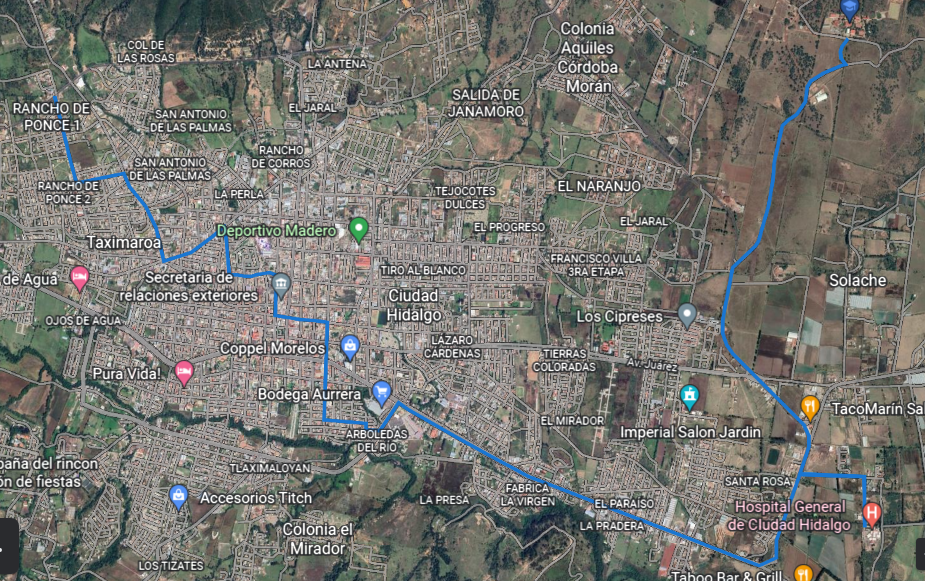 COL DE
LAS ROSAS
LA ANTENA
Colonia
Aquiles
Córdoba
Morán
RANCHO DE
PONCE 1
SAN ANTONIO
DE LAS PALMAS
EL JARAL
SALIDA DE
JANAMORO
RANCHO
DE CORROS
SAN ANTONIO
DE LAS PALMAS
RANCHO DE
PONCE 2
LA PERLA
TEJOCOTES
DULCES
EL NARANJO
Taximaroa
Deportivo Madero
EL PROGRESO
EL JARAL
FRANCISCO VILLA
3RA ETAPA
TIRO AL BLANCO
de Agua
Secretaria de
relaciones exteriores
Ciudad
Hidalgo
Solache
OJOS DE AGUA
Los Cipreses
Coppel Morelos
LÁZARO
CÁRDENAS
TIERRAS
COLORADAS
Av. Juárez
Pura Vida!
Bodega Aurrera
TacoMarín Sal
EL MIRADOR
Imperial Salon Jardin
ARBOLEDAS
DEL RÍO
TLAXIMALOYAN
paña del rincon
ón de fiestas
Accesorios Titch
LA PRESA
FABRICA
LA VIRGEN
SANTA ROSA
EL PARAÍSO
LA PRADERA
Hospital General
de Ciudad Hidalgo
H
Colonia el
Mirador
LOS TIZATES
Taboo Bar & Grill